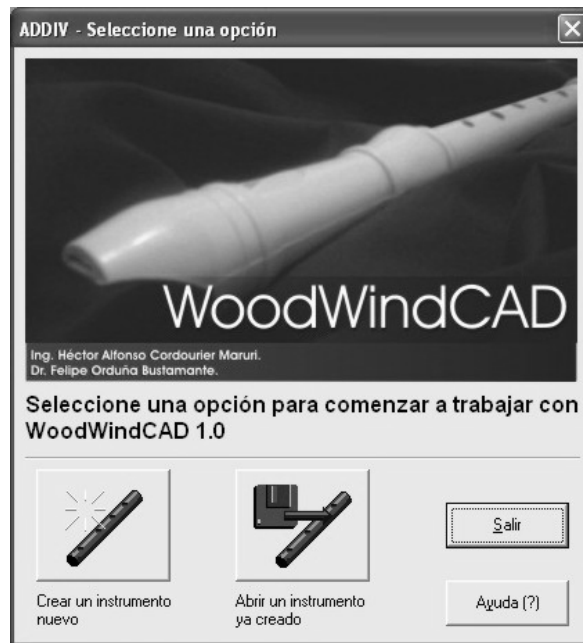 ADDIV - Seleccione una opción
WoodWindCAD
Ing. Héctor Alfonso Cordourier Maruri.
Dr. Felipe Orduña Bustamante.
Seleccione una opción para comenzar a trabajar con
WoodWindCAD 1.0
Crear un instrumento
nuevo
Abrir un instrumento
ya creado
Salir
Ayuda (?)